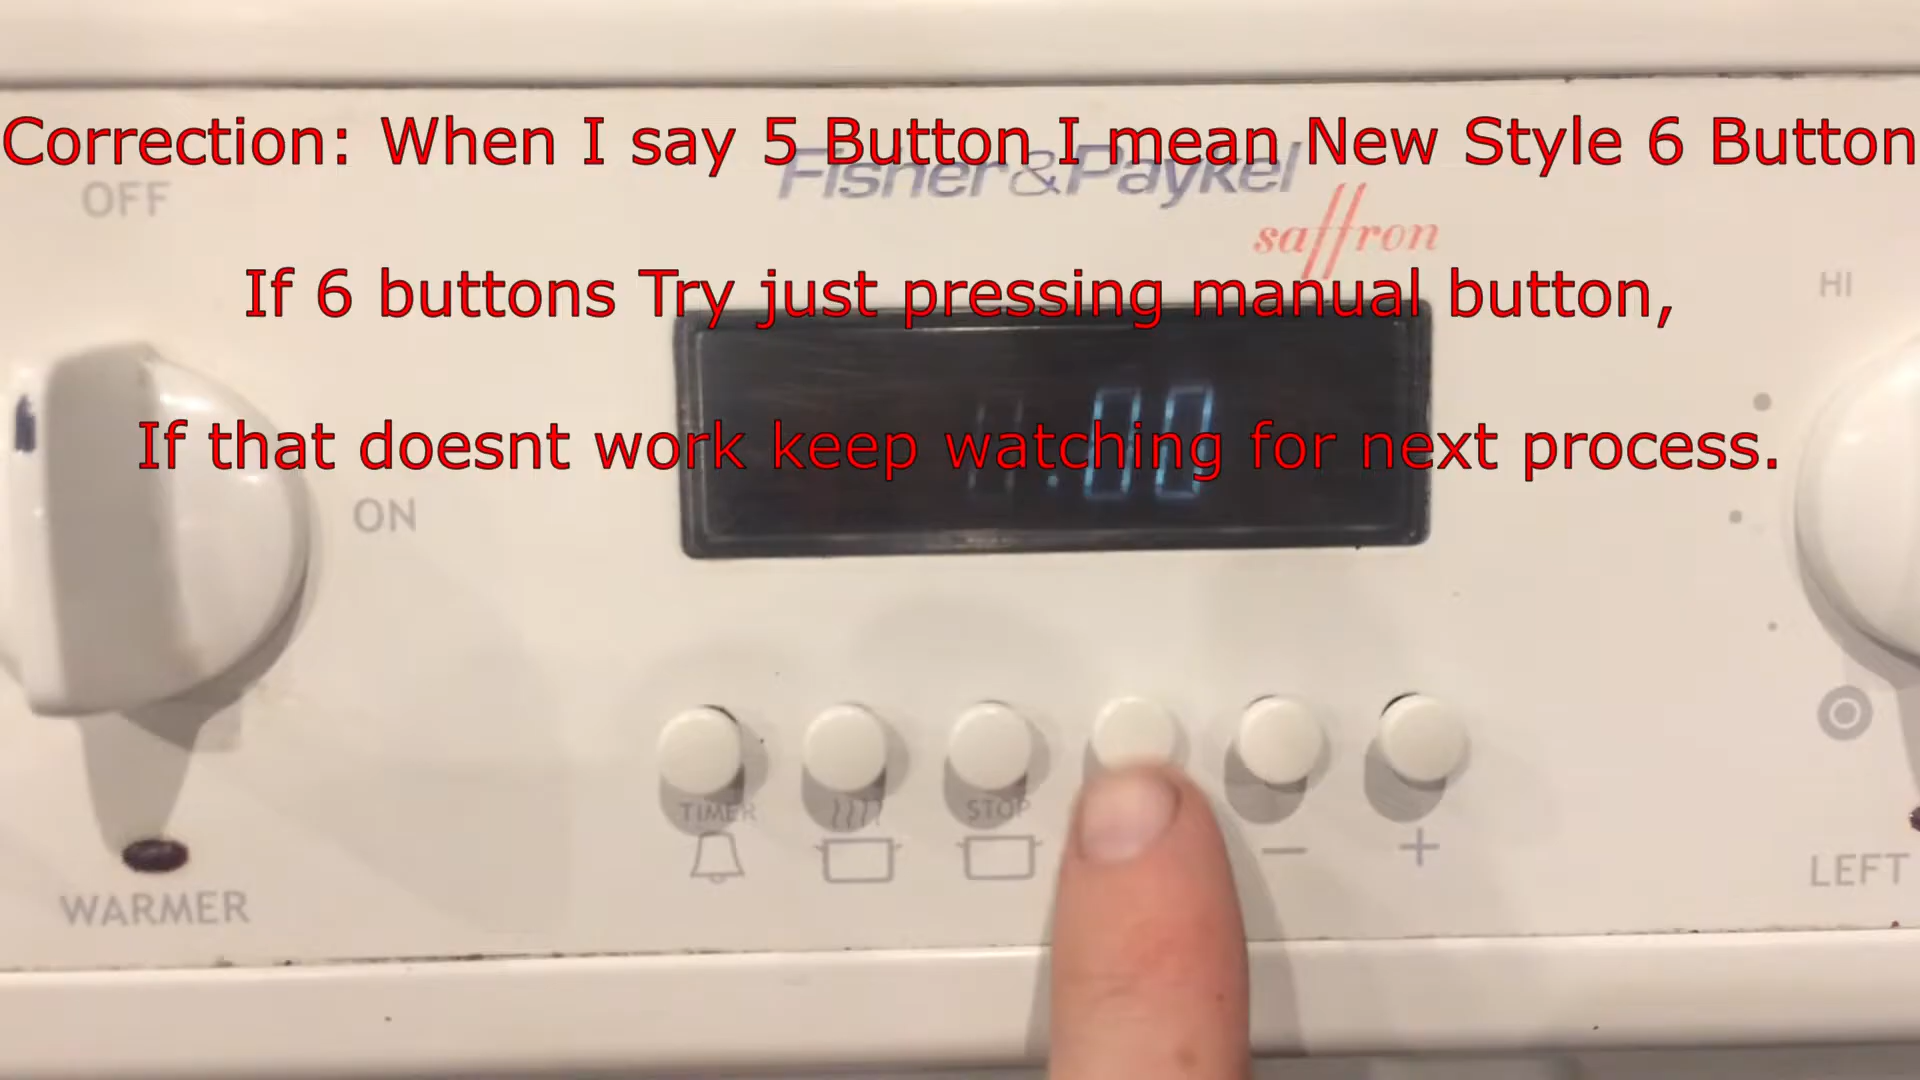 Correction: When I say 5 Button I mean New Style 6 Button
Fisher&Paykel
saffron
OFF
HI
If 6 buttons Try just pressing manual button,
If that doesnt work keep watching for next process.
.00
ON
TIMER
STOP
− +
WARMER
LEFT